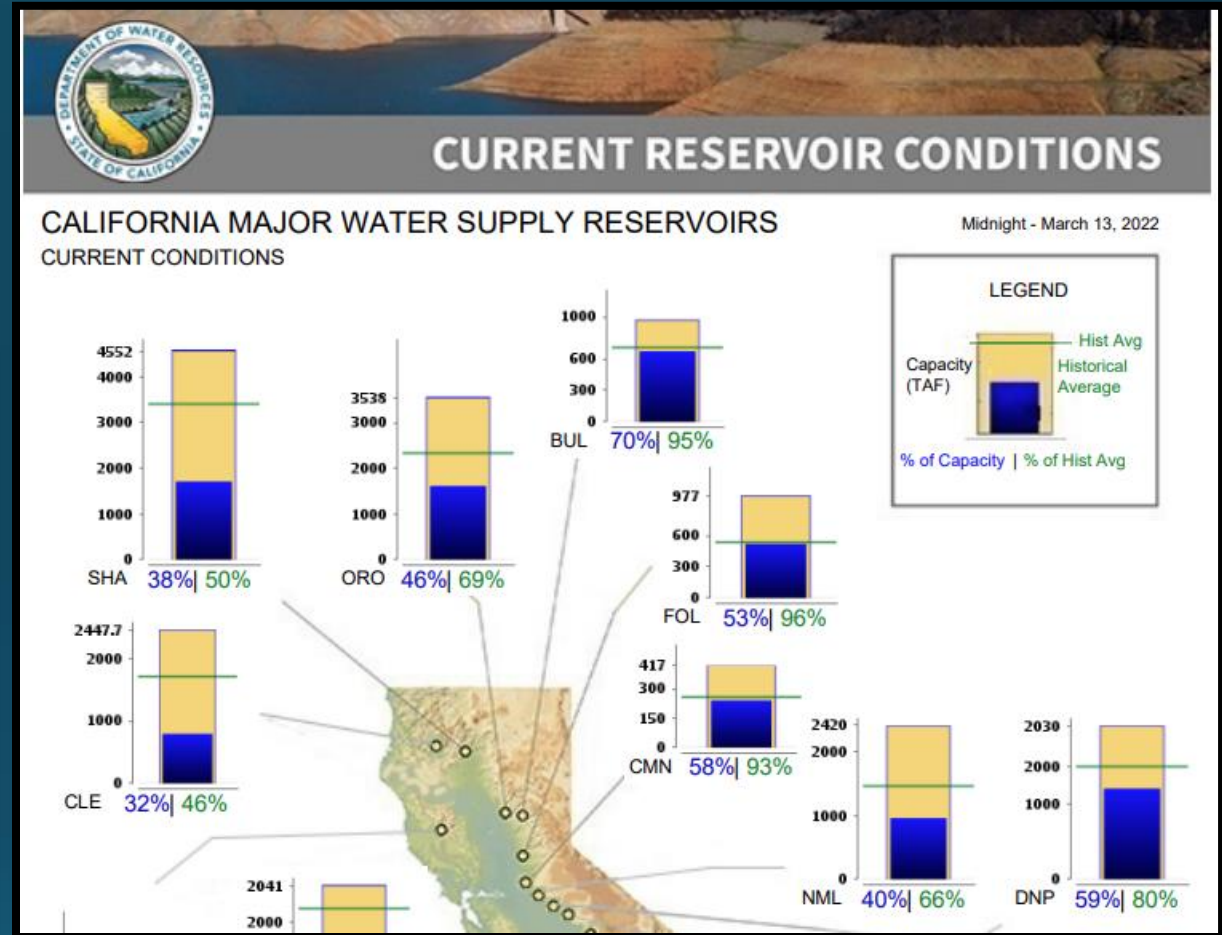 DEPARTMENT OF WATER RESOURCES
STATE OF CALIFORNIA
CURRENT RESERVOIR CONDITIONS
CALIFORNIA MAJOR WATER SUPPLY RESERVOIRS
Midnight - March 13, 2022
CURRENT CONDITIONS
LEGEND
Hist Avg
Capacity
(TAF)
Historical
Average
% of Capacity | % of Hist Avg
4552
4000
3000
2000
1000
0
SHA 38%| 50%
3538
3000
2000
1000
0
ORO 46%| 69%
1000
600
300
0
BUL 70%| 95%
977
600
300
0
FOL 53%| 96%
2447.7
2000
1000
0
CLE 32%| 46%
417
300
150
0
CMN 58%| 93%
2420
2000
1000
0
NML 40%| 66%
2030
2000
1000
0
DNP 59%| 80%
2041
2000